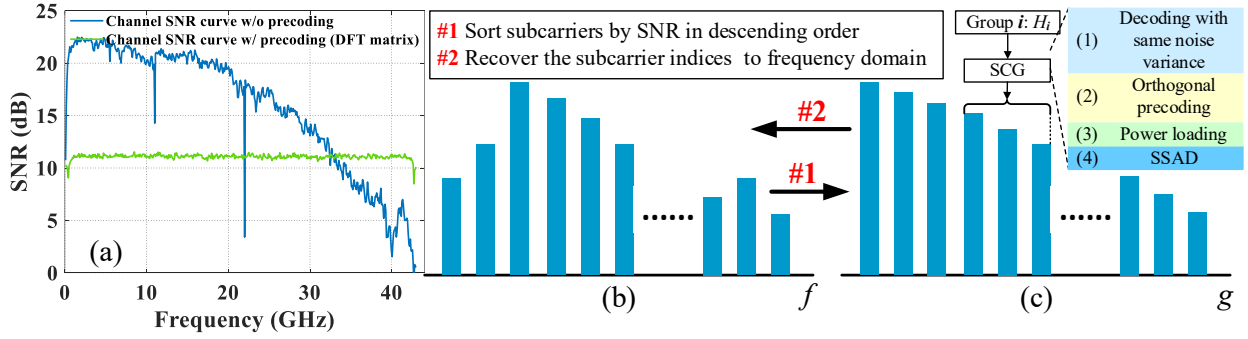 Channel SNR curve w/o precoding
Channel SNR curve w/ precoding (DFT matrix)
SNR (dB)
25
20
15
10
5
0
0
10
20
30
40
Frequency (GHz)
(a)
#1 Sort subcarriers by SNR in descending order
#2 Recover the subcarrier indices to frequency domain
#2
#1
......
(b)
f
Group i: Hi
SCG
(1) Decoding with
same noise
variance
(2) Orthogonal
precoding
(3) Power loading
(4) SSAD
......
(c)
g